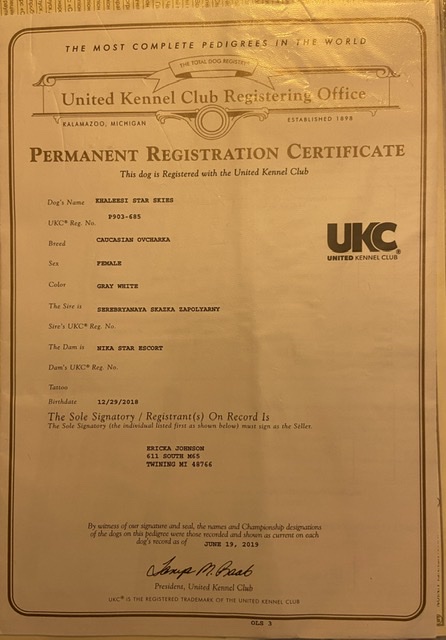 THE MOST COMPLETE PEDIGREES IN THE WORLD
THE TOTAL DOG REGISTRY
United Kennel Club Registering Office
KALAMAZOO, MICHIGAN ESTABLISHED 1898
PERMANENT REGISTRATION CERTIFICATE
This dog is Registered with the United Kennel Club
Dog's Name KHALEESI STAR SKIES
UKC® Reg. No. P903-685
Breed CAUCASIAN OVCHARKA
UKC®
UNITED KENNEL CLUB
Sex FEMALE
Color GRAY WHITE
The Sire is SEREBRYANAYA SKAZKA ZAPOLYARNY
Sire's UKC® Reg. No.
The Dam is NIKA STAR ESCORT
Dam's UKC® Reg. No.
Tattoo
Birthdate 12/29/2018
The Sole Signatory / Registrant(s) On Record Is
The Sole Signatory (the individual listed first as shown below) must sign as the Seller.
ERICKA JOHNSON
611 SOUTH M65
TWINING MI 48766
By witness of our signature and seal, the names and Championship designations
of the dogs on this pedigree were those recorded and shown as current on each
dog's record as of JUNE 19, 2019
President, United Kennel Club
UKC® IS THE REGISTERED TRADEMARK OF THE UNITED KENNEL CLUB
GLS 3